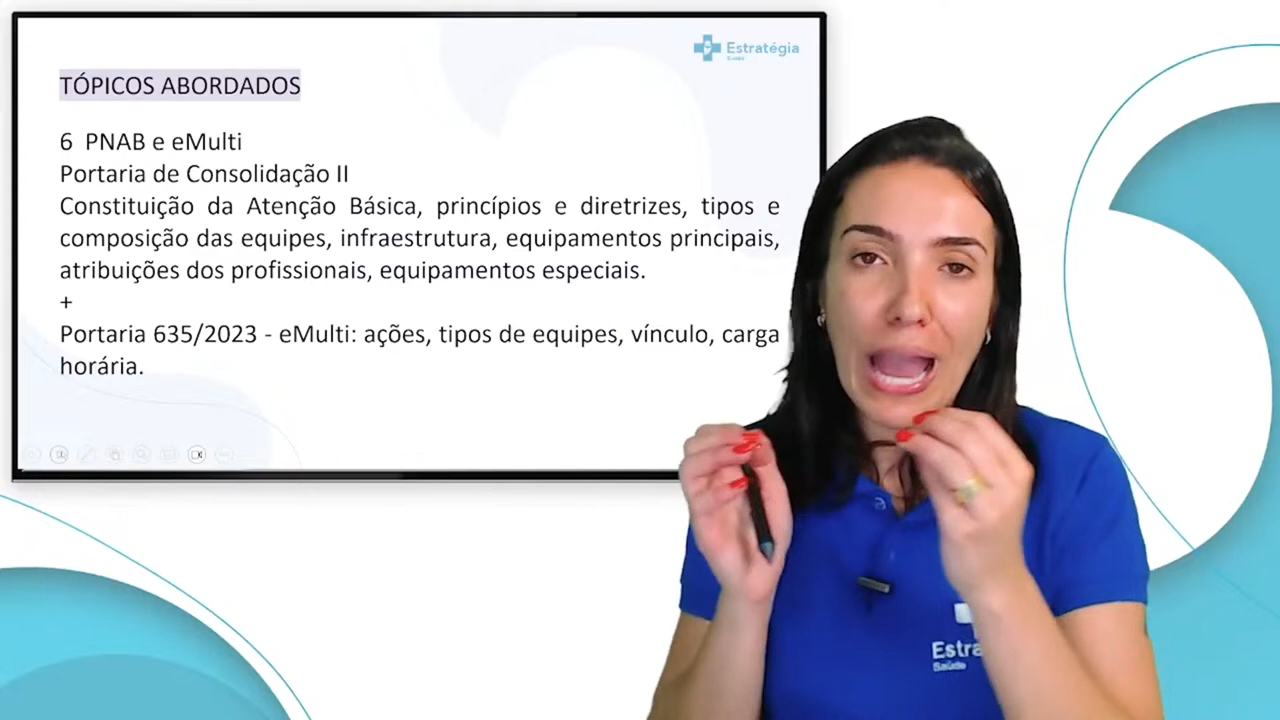 Estratégia
Saúde
TÓPICOS ABORDADOS
6 PNAB e eMulti
Portaria de Consolidação II
Constituição da Atenção Básica, princípios e diretrizes, tipos e
composição das equipes, infraestrutura, equipamentos principais,
atribuições dos profissionais, equipamentos especiais.
+
Portaria 635/2023 - eMulti: ações, tipos de equipes, vínculo, carga
horária.
Estra
Saúde